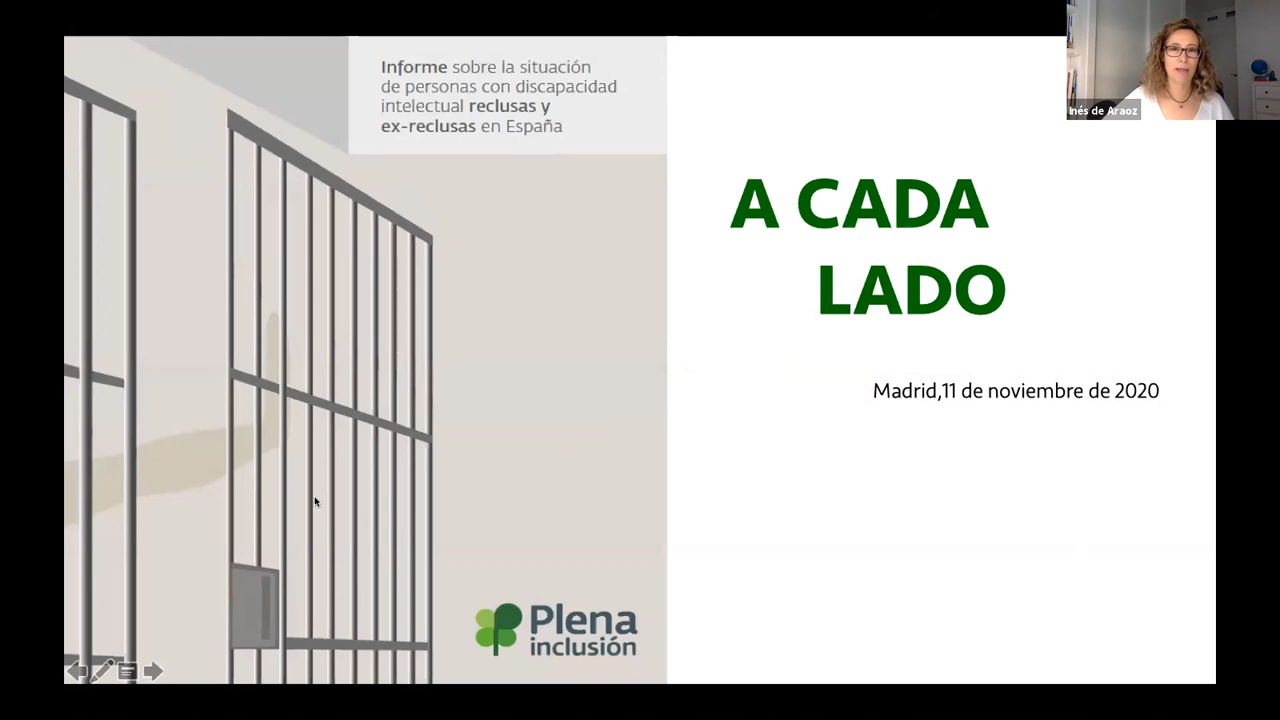 Informe sobre la situación
de personas con discapacidad
intelectual reclusas y
ex-reclusas en España
A CADA
LADO
Madrid,11 de noviembre de 2020
Plena
inclusión
Inés de Araoz